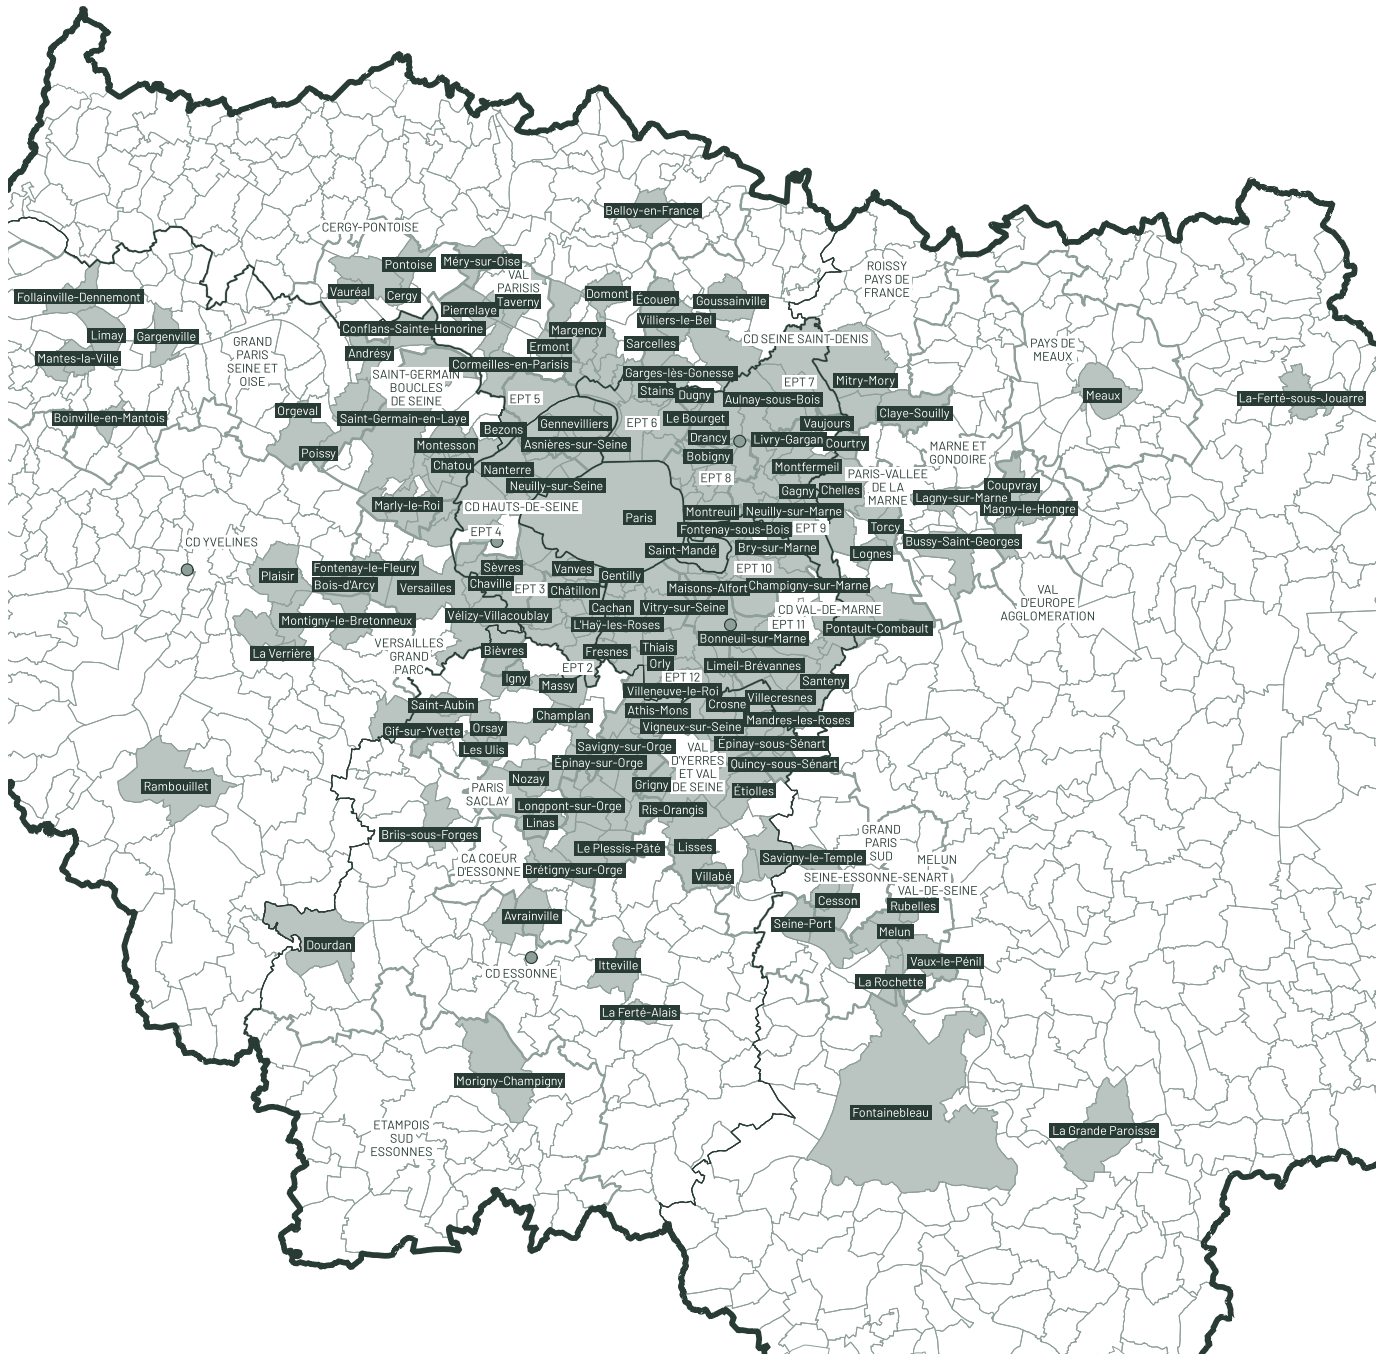 Belloy-en-France
CERGY-PONTOISE
Pontoise
Méry-sur-Oise
VAL
PARISIS
ROISSY
PAYS DE
FRANCE
Vauréal
Cergy
Taverny
Pierrelaye
Domont
Écouen
Goussainville
Follainville-Dennemont
Limay
Gargenville
Mantes-la-Ville
Conflans-Sainte-Honorine
Margency
Villiers-le-Bel
Ermont
Sarcelles
CD SEINE SAINT-DENIS
GRAND
PARIS
SEINE ET
OISE
Andrésy
Cormeilles-en-Parisis
PAYS DE
MEAUX
SAINT-GERMAIN
BOUCLES
DE SEINE
Garges-lès-Gonesse
EPT 7
Mitry-Mory
Stains
Dugny
Aulnay-sous-Bois
Meaux
La-Ferté-sous-Jouarre
EPT 5
Orgeval
Boinville-en-Mantois
Saint-Germain-en-Laye
Claye-Souilly
Bezons
Gennevilliers
EPT 6
Le Bourget
Vaujours
Poissy
Montesson
Asnières-sur-Seine
Drancy
Livry-Gargan
Courtry
MARNE ET
GONDOIRE
Chatou
Nanterre
Bobigny
Montfermeil
Neuilly-sur-Seine
EPT 8
PARIS-VALLEE
DE LA
MARNE
Gagny
Chelles
Coupvray
Lagny-sur-Marne
Magny-le-Hongre
Marly-le-Roi
CD HAUTS-DE-SEINE
Paris
Montreuil
Neuilly-sur-Marne
EPT 4
Fontenay-sous-Bois
EPT 9
Torcy
Bussy-Saint-Georges
CD YVELINES
Saint-Mandé
Bry-sur-Marne
Lognes
Plaisir
Fontenay-le-Fleury
Bois-d'Arcy
Versailles
Sèvres
Chaville
EPT 3
Vanves
Châtillon
Gentilly
EPT 10
Maisons-Alfort
Champigny-sur-Marne
VAL
D'EUROPE
AGGLOMERATION
Montigny-le-Bretonneux
Vélizy-Villacoublay
Cachan
Vitry-sur-Seine
CD VAL-DE-MARNE
L'Haÿ-les-Roses
EPT 11
Pontault-Combault
Bonneuil-sur-Marne
VERSAILLES
GRAND
PARC
La Verrière
Bièvres
Fresnes
Thiais
EPT 2
Orly
Limeil-Brévannes
Igny
Massy
EPT 12
Santeny
Villeneuve-le-Roi
Saint-Aubin
Champlan
Athis-Mons
Crosne
Villecresnes
Gif-sur-Yvette
Orsay
Vigneux-sur-Seine
Mandres-les-Roses
Les Ulis
Savigny-sur-Orge
VAL
D'YERRES
ET VAL
DE SEINE
Épinay-sous-Sénart
Épinay-sur-Orge
Quincy-sous-Sénart
Rambouillet
Nozay
PARIS
SACLAY
Grigny
Étiolles
Longpont-sur-Orge
Ris-Orangis
Linas
Briis-sous-Forges
GRAND
PARIS
SUD
SEINE-ESSONNE-SENART
Le Plessis-Pâté
Lisses
Savigny-le-Temple
MELUN
VAL-DE-SEINE
CA COEUR
D'ESSONNE
Brétigny-sur-Orge
Villabé
Cesson
Rubelles
Avrainville
Seine-Port
Melun
Dourdan
CD ESSONNE
Itteville
Vaux-le-Pénil
La Rochette
La Ferté-Alais
Morigny-Champigny
Fontainebleau
La Grande Paroisse
ETAMPOIS
SUD
ESSONNES